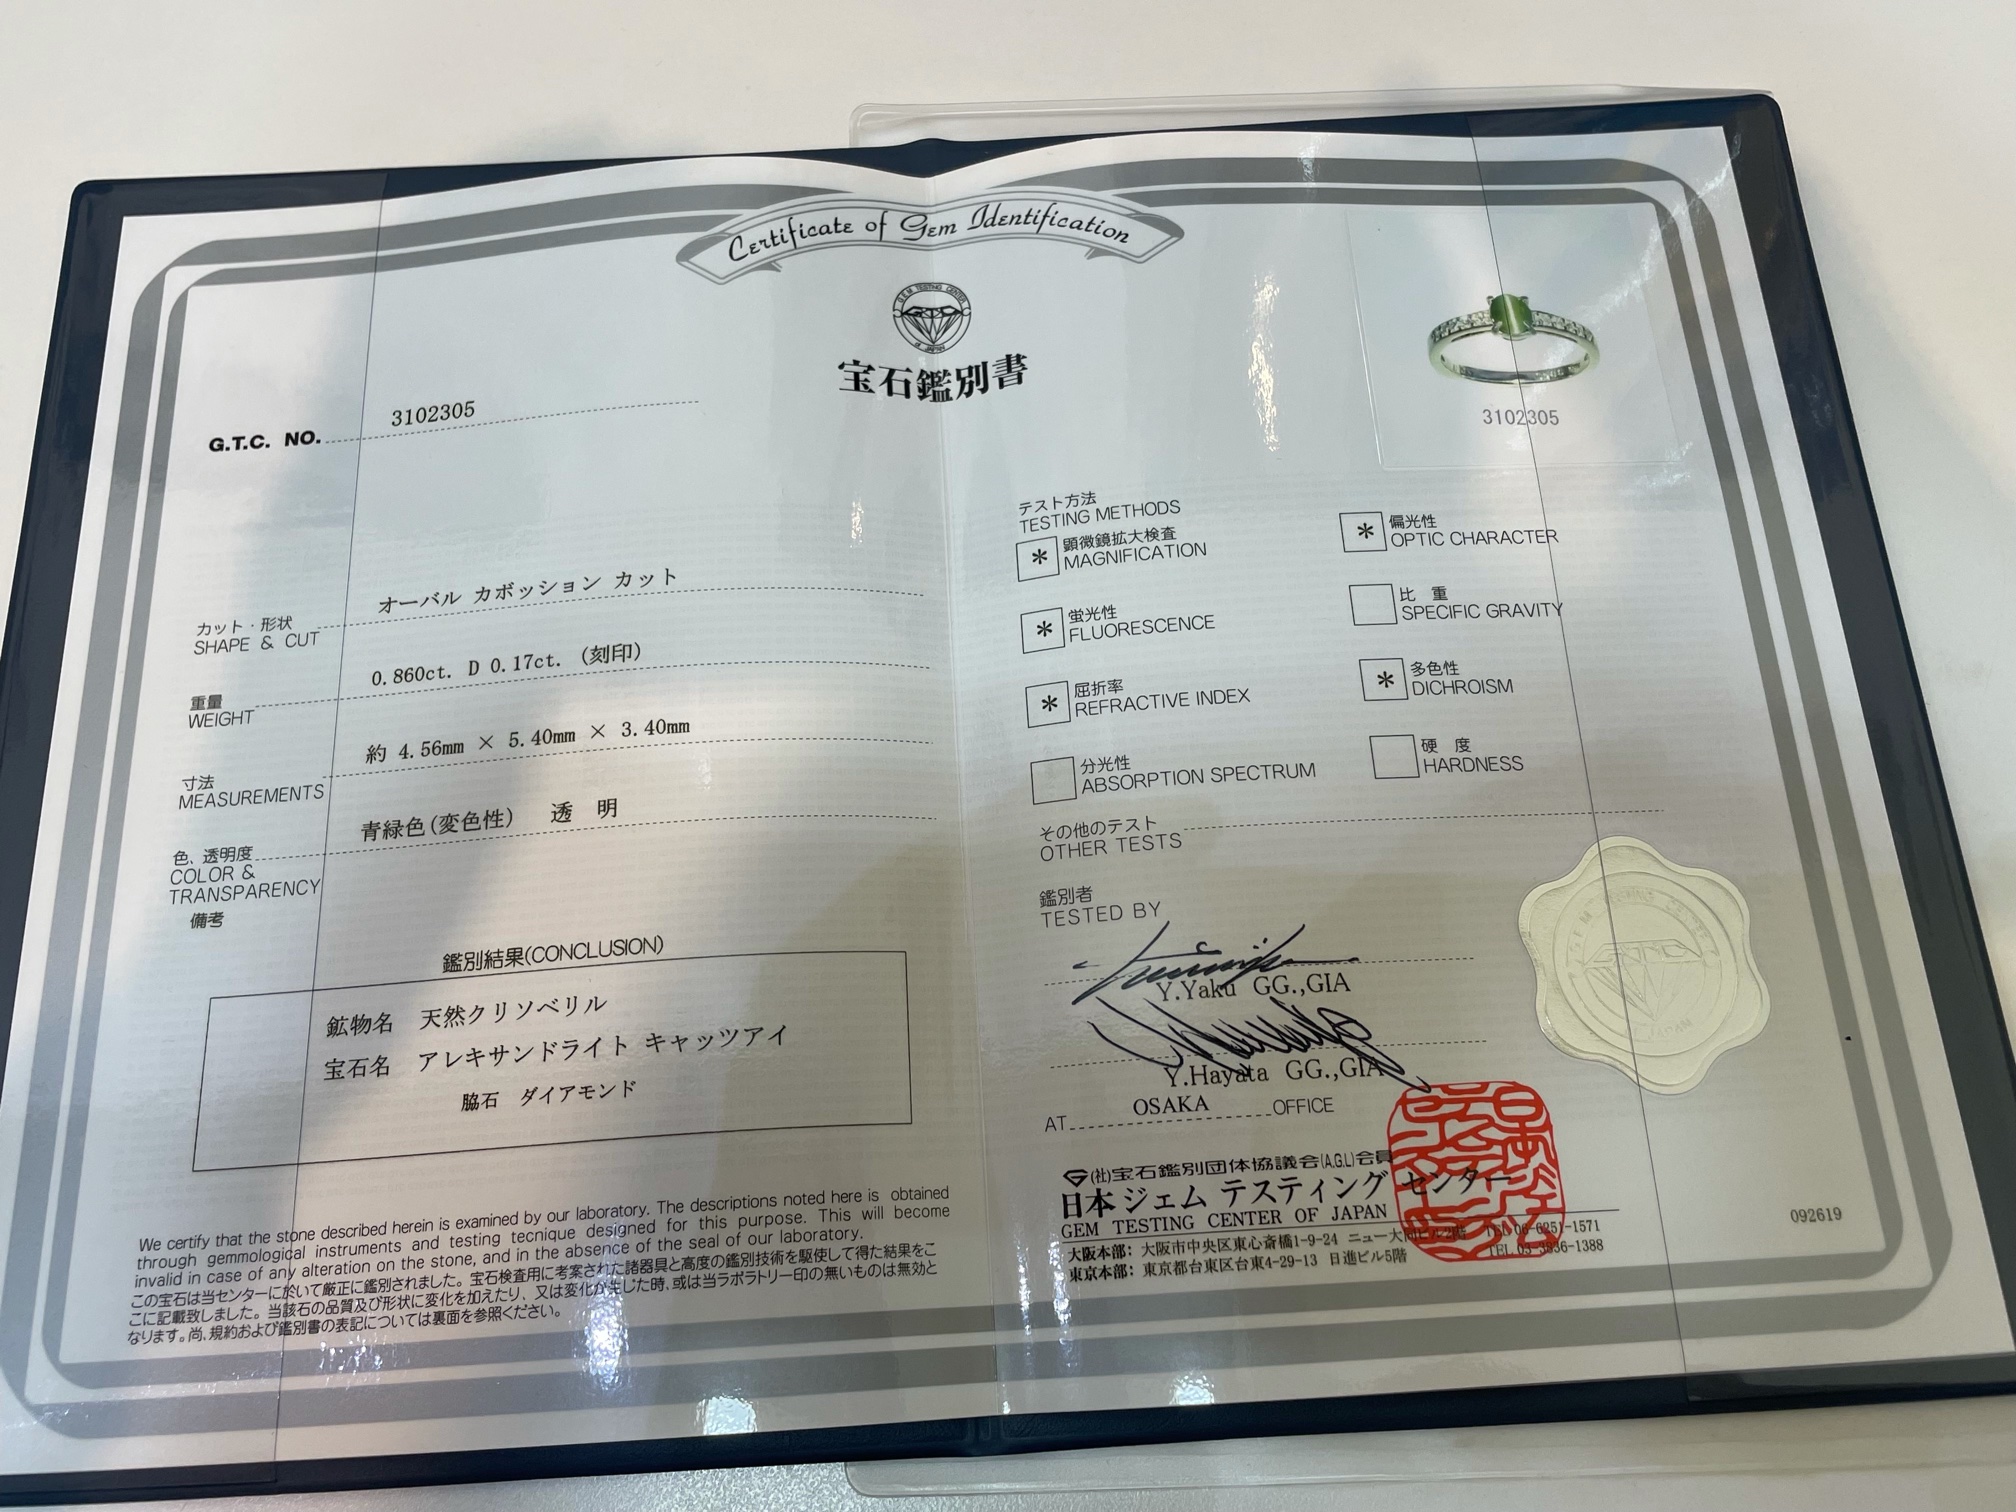 Certificate of Gem Identification
GEM TESTING CENTER
of JAPAN
宝石鑑別書
G.T.C. NO. 3102305
3102305
カット・形状 オーバル カボッション カット
SHAPE & CUT
重量 0.860ct. D 0.17ct. (刻印)
WEIGHT
寸法 約 4.56mm × 5.40mm × 3.40mm
MEASUREMENTS
色、透明度 青緑色(変色性) 透 明
COLOR &
TRANSPARENCY
備考
鑑別結果(CONCLUSION)
鉱物名 天然クリソベリル
宝石名 アレキサンドライト キャッツアイ
脇石 ダイアモンド
We certify that the stone described herein is examined by our laboratory. The descriptions noted here is obtained
through gemmological instruments and testing tecnique designed for this purpose. This will become
invalid in case of any alteration on the stone, and in the absence of the seal of our laboratory.
この宝石は当センターに於いて厳正に鑑別されました。宝石検査用に考案された諸器具と高度の鑑別技術を駆使して得た結果をこ
こに記載致しました。当該石の品質及び形状に変化を加えたり、又は変化が生じた時、或は当ラボラトリー印の無いものは無効と
なります。尚、規約および鑑別書の表記については裏面を参照ください。
テスト方法
TESTING METHODS
* 顕微鏡拡大検査
MAGNIFICATION
* 偏光性
OPTIC CHARACTER
* 蛍光性
FLUORESCENCE
比 重
SPECIFIC GRAVITY
* 屈折率
REFRACTIVE INDEX
* 多色性
DICHROISM
分光性
ABSORPTION SPECTRUM
硬 度
HARDNESS
その他のテスト
OTHER TESTS
鑑別者
TESTED BY
Y.Yaku GG.,GIA
Y.Hayata GG.,GIA
AT OSAKA OFFICE
(社)宝石鑑別団体協議会(A.G.L)会員
日本ジェム テスティング センター
GEM TESTING CENTER OF JAPAN
大阪本部: 大阪市中央区東心斎橋1-9-24 ニュー大同ビル2階 TEL 06-6251-1571
東京本部: 東京都台東区台東4-29-13 日進ビル5階 TEL 03-3836-1388
092619